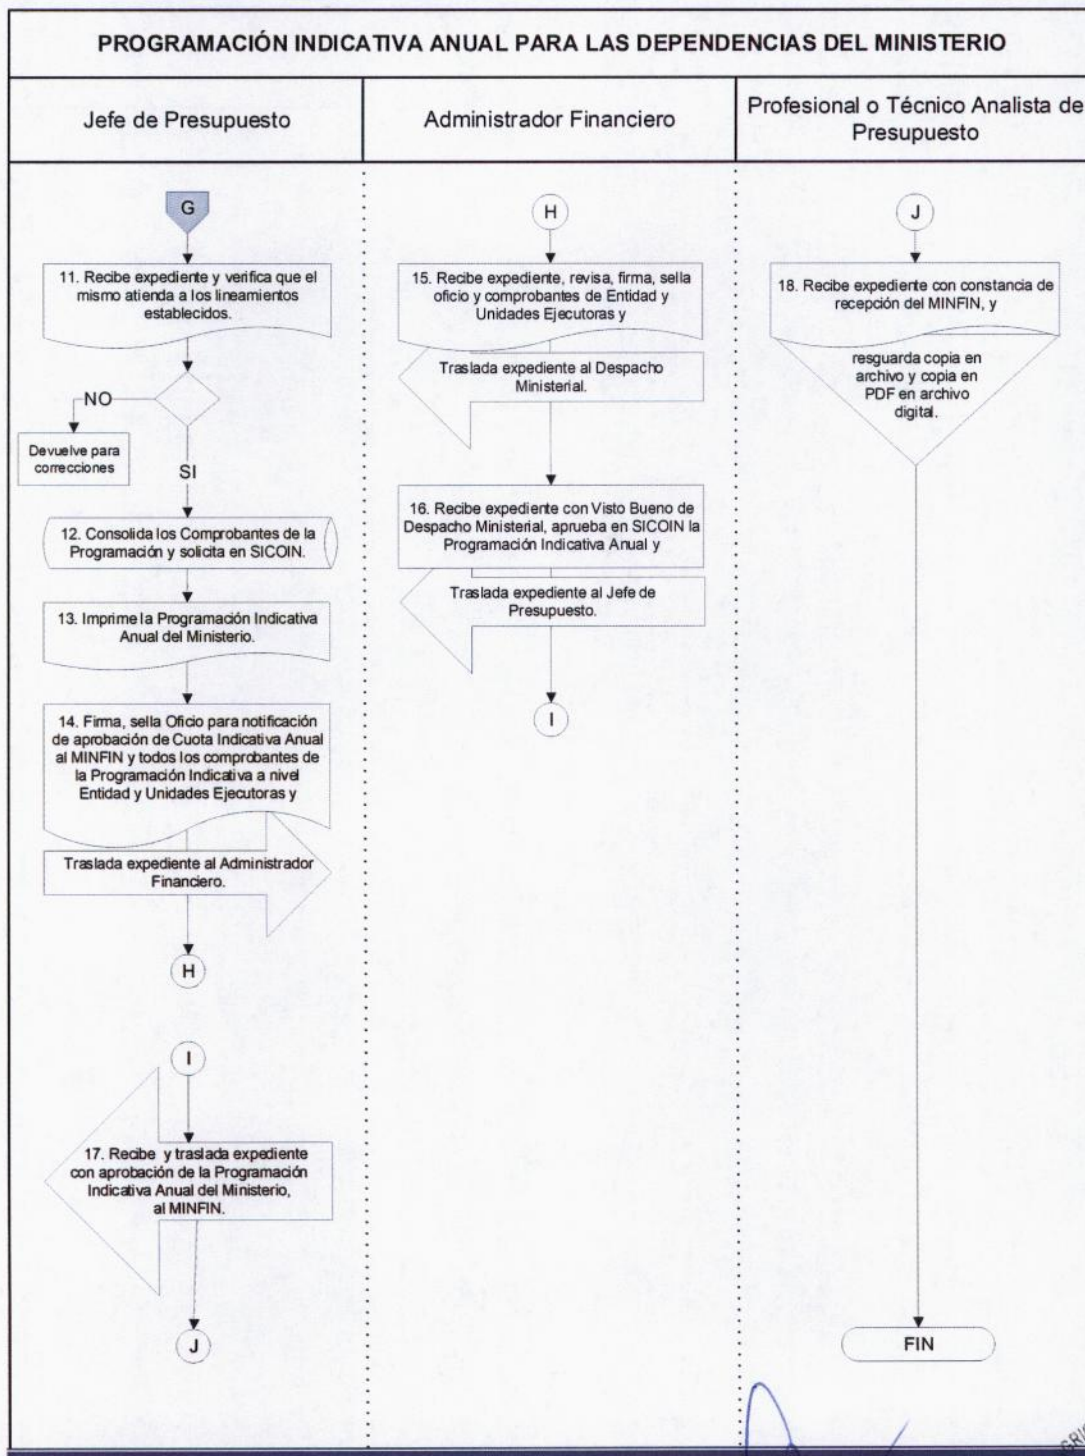 PROGRAMACIÓN INDICATIVA ANUAL PARA LAS DEPENDENCIAS DEL MINISTERIO
Jefe de Presupuesto
Administrador Financiero
Profesional o Técnico Analista de
Presupuesto
G
11. Recibe expediente y verifica que el
mismo atienda a los lineamientos
establecidos.
NO
Devuelve para
correcciones
SI
12. Consolida los Comprobantes de la
Programación y solicita en SICOIN.
13. Imprime la Programación Indicativa
Anual del Ministerio.
14. Firma, sella Oficio para notificación
de aprobación de Cuota Indicativa Anual
al MINFIN y todos los comprobantes de
la Programación Indicativa a nivel
Entidad y Unidades Ejecutoras y
Traslada expediente al Administrador
Financiero.
H
I
17. Recibe y traslada expediente
con aprobación de la Programación
Indicativa Anual del Ministerio,
al MINFIN.
J
H
15. Recibe expediente, revisa, firma, sella
oficio y comprobantes de Entidad y
Unidades Ejecutoras y
Traslada expediente al Despacho
Ministerial.
16. Recibe expediente con Visto Bueno de
Despacho Ministerial, aprueba en SICOIN la
Programación Indicativa Anual y
Traslada expediente al Jefe de
Presupuesto.
I
J
18. Recibe expediente con constancia de
recepción del MINFIN, y
resguarda copia en
archivo y copia en
PDF en archivo
digital.
FIN